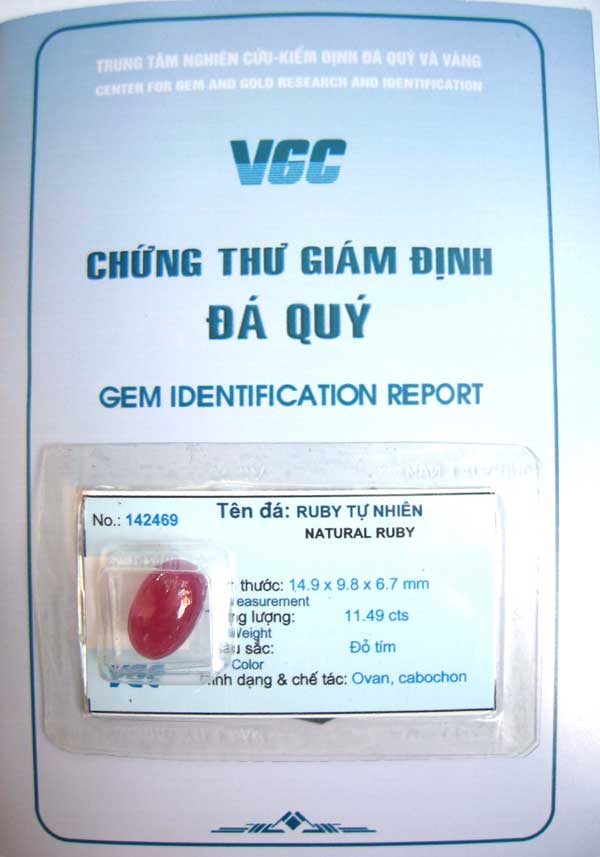 TRUNG TÂM NGHIÊN CỨU-KIỂM ĐỊNH ĐÁ QUÝ VÀ VÀNG
CENTER FOR GEM AND GOLD RESEARCH AND IDENTIFICATION
VGC
CHỨNG THƯ GIÁM ĐỊNH
ĐÁ QUÝ
GEM IDENTIFICATION REPORT
No.: 142469
Tên đá: RUBY TỰ NHIÊN
NATURAL RUBY
thước: 14.9 x 9.8 x 6.7 mm
lượng: 11.49 cts
sắc: Đỏ tím
Color
dạng & chế tác: Ovan, cabochon
VGC